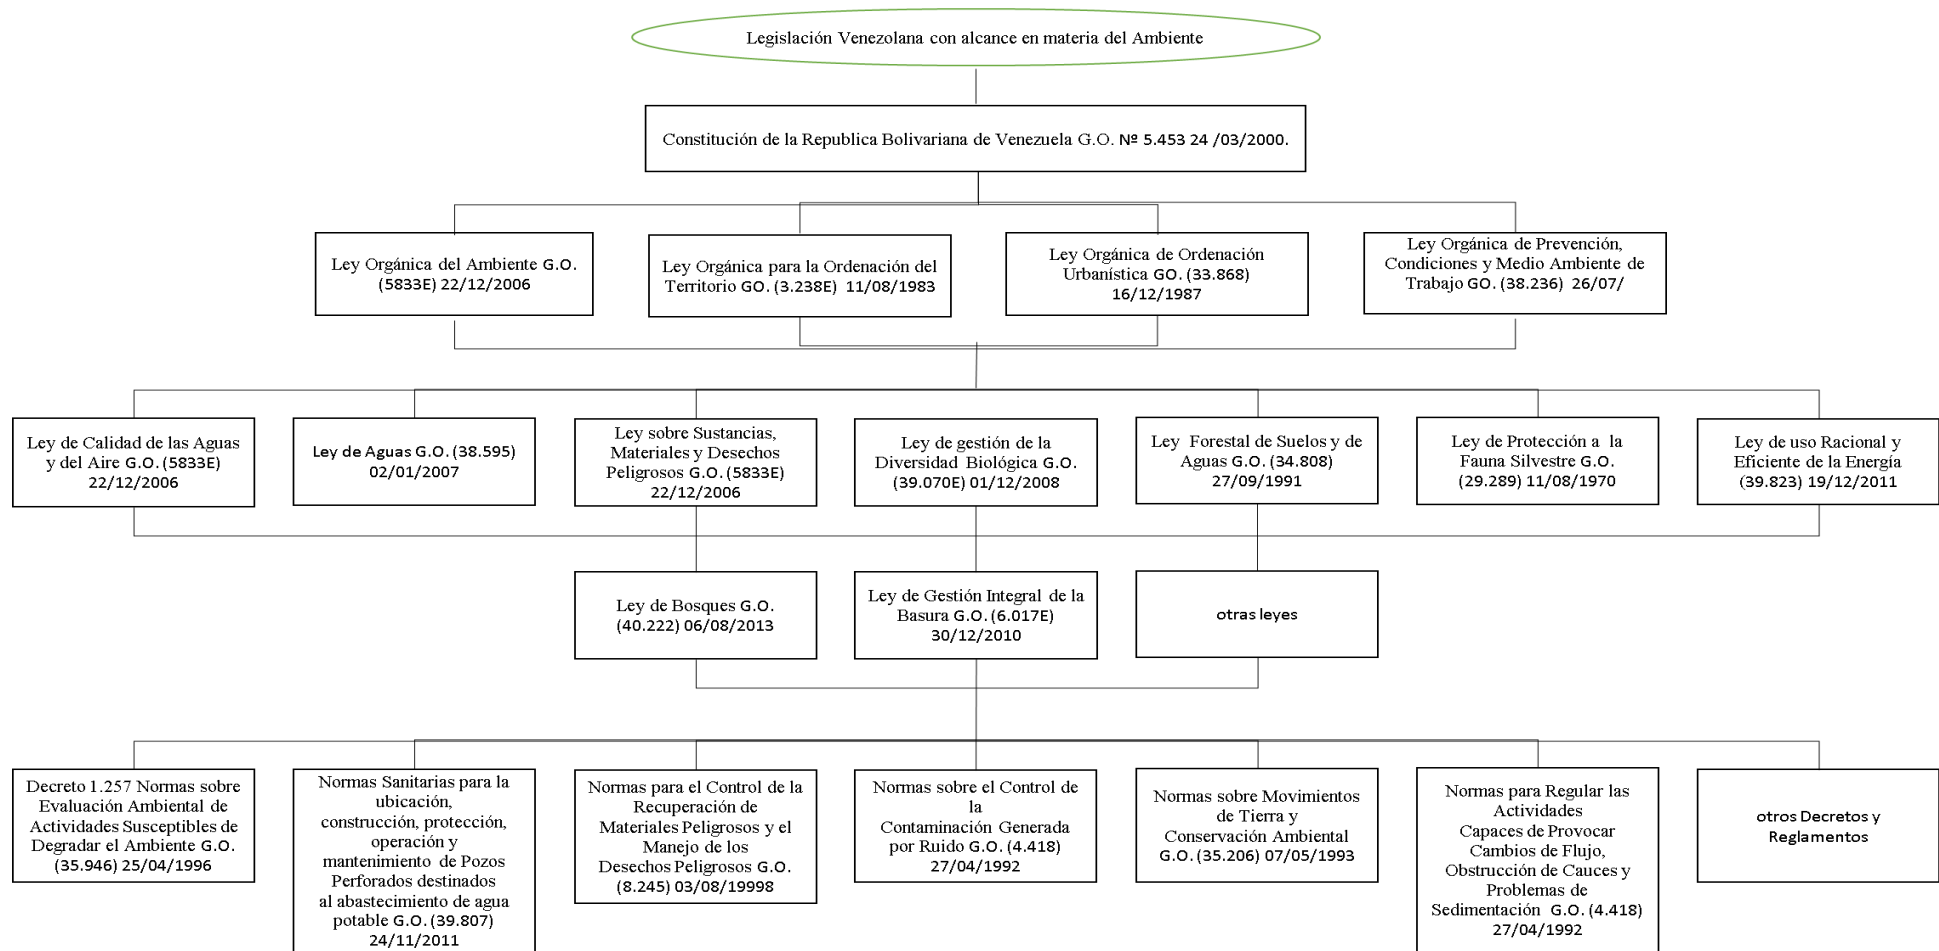 Legislación Venezolana con alcance en materia del Ambiente
Constitución de la Republica Bolivariana de Venezuela G.O. Nº 5.453 24 /03/2000.
Ley Orgánica del Ambiente G.O.
(5833E) 22/12/2006
Ley Orgánica para la Ordenación del
Territorio GO. (3.238E) 11/08/1983
Ley Orgánica de Ordenación
Urbanística GO. (33.868)
16/12/1987
Ley Orgánica de Prevención,
Condiciones y Medio Ambiente de
Trabajo GO. (38.236) 26/07/
Ley de Calidad de las Aguas
y del Aire G.O. (5833E)
22/12/2006
Ley de Aguas G.O. (38.595)
02/01/2007
Ley sobre Sustancias,
Materiales y Desechos
Peligrosos G.O. (5833E)
22/12/2006
Ley de gestión de la
Diversidad Biológica G.O.
(39.070E) 01/12/2008
Ley Forestal de Suelos y de
Aguas G.O. (34.808)
27/09/1991
Ley de Protección a la
Fauna Silvestre G.O.
(29.289) 11/08/1970
Ley de uso Racional y
Eficiente de la Energía
(39.823) 19/12/2011
Ley de Bosques G.O.
(40.222) 06/08/2013
Ley de Gestión Integral de la
Basura G.O. (6.017E)
30/12/2010
otras leyes
Decreto 1.257 Normas sobre
Evaluación Ambiental de
Actividades Susceptibles de
Degradar el Ambiente G.O.
(35.946) 25/04/1996
Normas Sanitarias para la
ubicación,
construcción, protección,
operación y
mantenimiento de Pozos
Perforados destinados
al abastecimiento de agua
potable G.O. (39.807)
24/11/2011
Normas para el Control de la
Recuperación de
Materiales Peligrosos y el
Manejo de los
Desechos Peligrosos G.O.
(8.245) 03/08/19998
Normas sobre el Control de
la
Contaminación Generada
por Ruido G.O. (4.418)
27/04/1992
Normas sobre Movimientos
de Tierra y
Conservación Ambiental
G.O. (35.206) 07/05/1993
Normas para Regular las
Actividades
Capaces de Provocar
Cambios de Flujo,
Obstrucción de Cauces y
Problemas de
Sedimentación G.O. (4.418)
27/04/1992
otros Decretos y
Reglamentos